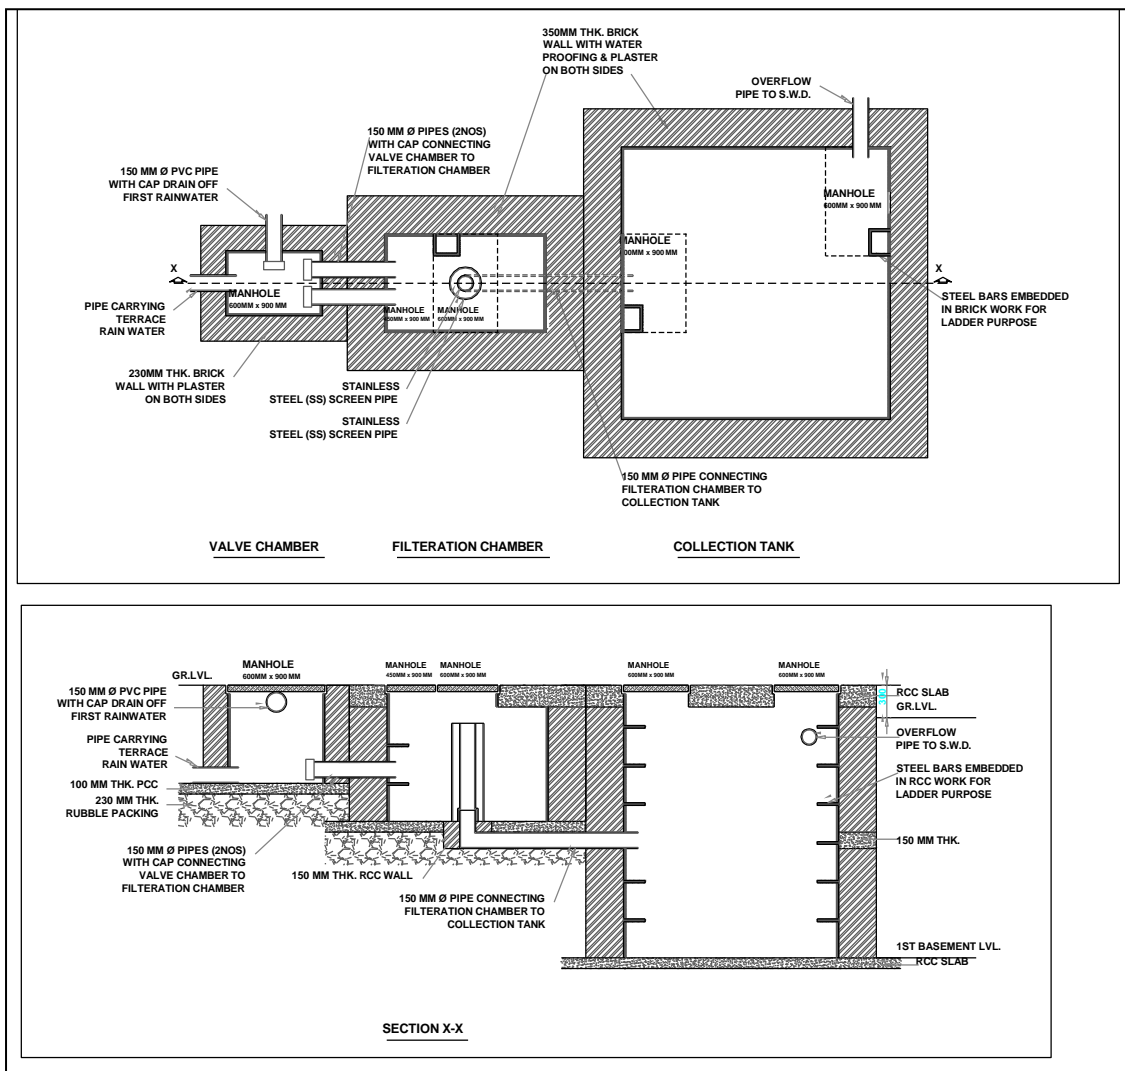 350MM THK. BRICK
WALL WITH WATER
PROOFING & PLASTER
ON BOTH SIDES
OVERFLOW
PIPE TO S.W.D.
150 MM Ø PIPES (2NOS)
WITH CAP CONNECTING
VALVE CHAMBER TO
FILTERATION CHAMBER
150 MM Ø PVC PIPE
WITH CAP DRAIN OFF
FIRST RAINWATER
MANHOLE
600MM x 900 MM
MANHOLE
600MM x 900 MM
X
X
MANHOLE
600MM x 900 MM
PIPE CARRYING
TERRACE
RAIN WATER
MANHOLE
450MM x 900 MM
MANHOLE
600MM x 900 MM
STEEL BARS EMBEDDED
IN BRICK WORK FOR
LADDER PURPOSE
230MM THK. BRICK
WALL WITH PLASTER
ON BOTH SIDES
STAINLESS
STEEL (SS) SCREEN PIPE
STAINLESS
STEEL (SS) SCREEN PIPE
150 MM Ø PIPE CONNECTING
FILTERATION CHAMBER TO
COLLECTION TANK
VALVE CHAMBER
FILTERATION CHAMBER
COLLECTION TANK
GR.LVL.
MANHOLE
600MM x 900 MM
MANHOLE
450MM x 900 MM
MANHOLE
600MM x 900 MM
MANHOLE
600MM x 900 MM
MANHOLE
600MM x 900 MM
150 MM Ø PVC PIPE
WITH CAP DRAIN OFF
FIRST RAINWATER
300
RCC SLAB
GR.LVL.
PIPE CARRYING
TERRACE
RAIN WATER
OVERFLOW
PIPE TO S.W.D.
100 MM THK. PCC
230 MM THK.
RUBBLE PACKING
STEEL BARS EMBEDDED
IN RCC WORK FOR
LADDER PURPOSE
150 MM Ø PIPES (2NOS)
WITH CAP CONNECTING
VALVE CHAMBER TO
FILTERATION CHAMBER
150 MM THK. RCC WALL
150 MM THK.
150 MM Ø PIPE CONNECTING
FILTERATION CHAMBER TO
COLLECTION TANK
1ST BASEMENT LVL.
RCC SLAB
SECTION X-X